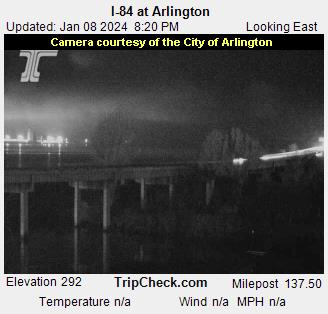 I-84 at Arlington
Updated: Jan 08 2024 8:20 PM Looking East
Camera courtesy of the City of Arlington
Elevation 292 TripCheck.com Milepost 137.50
Temperature n/a Wind n/a MPH n/a